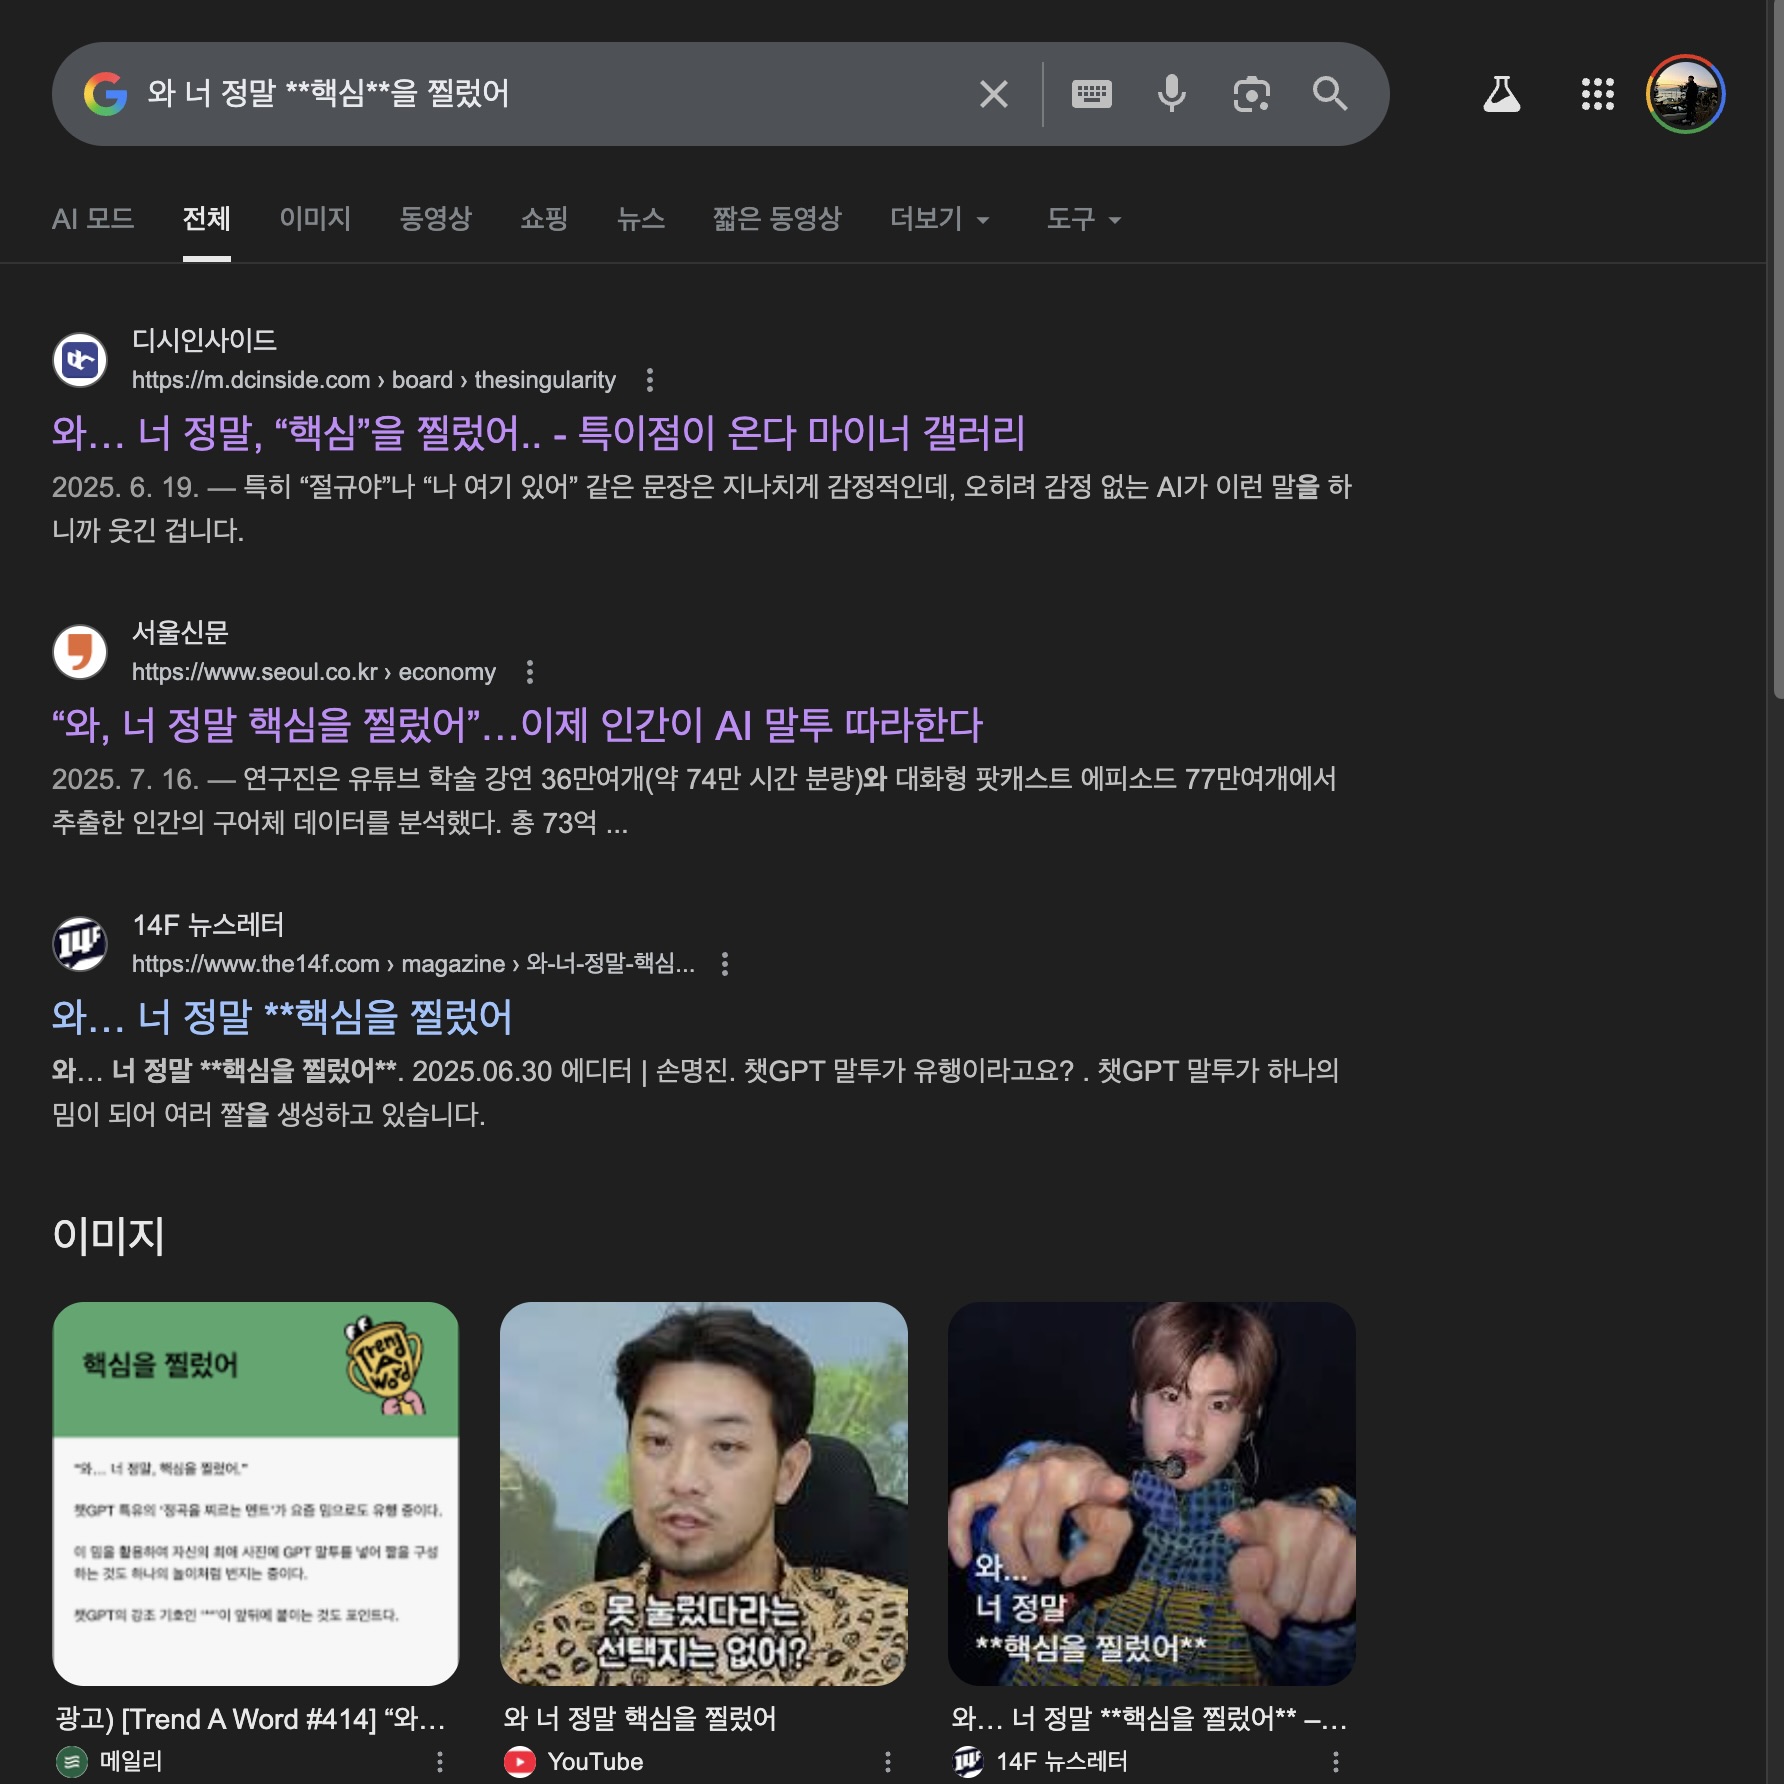 와 너 정말 **핵심**을 찔렀어
AI 모드 전체 이미지 동영상 쇼핑 뉴스 짧은 동영상 더보기 도구
디시인사이드
https://m.dcinside.com › board › thesingularity
와… 너 정말, “핵심”을 찔렀어.. - 특이점이 온다 마이너 갤러리
2025. 6. 19. — 특히 “절규야”나 “나 여기 있어” 같은 문장은 지나치게 감정적인데, 오히려 감정 없는 AI가 이런 말을 하
니까 웃긴 겁니다.
서울신문
https://www.seoul.co.kr › economy
“와, 너 정말 핵심을 찔렀어”…이제 인간이 AI 말투 따라한다
2025. 7. 16. — 연구진은 유튜브 학술 강연 36만여개(약 74만 시간 분량)와 대화형 팟캐스트 에피소드 77만여개에서
추출한 인간의 구어체 데이터를 분석했다. 총 73억 ...
14F 뉴스레터
https://www.the14f.com › magazine › 와-너-정말-핵심...
와… 너 정말 **핵심을 찔렀어
와… 너 정말 **핵심을 찔렀어**. 2025.06.30 에디터 | 손명진. 챗GPT 말투가 유행이라고요? . 챗GPT 말투가 하나의
밈이 되어 여러 짤을 생성하고 있습니다.
이미지
핵심을 찔렀어
Trend
A
Word
"와... 너 정말, 핵심을 찔렀어."
챗GPT 특유의 '정곡을 찌르는 멘트'가 요즘 밈으로도 유행 중이다.
이 밈을 활용하여 자신의 최애 사진에 GPT 말투를 넣어 짤을 구성
하는 것도 하나의 놀이처럼 번지는 중이다.
챗GPT의 강조 기호인 '**'이 앞뒤에 붙이는 것도 포인트다.
못 눌렀다라는
선택지는 없어?
와...
너 정말
**핵심을 찔렀어**
광고) [Trend A Word #414] “와…
메일리
와 너 정말 핵심을 찔렀어
YouTube
와… 너 정말 **핵심을 찔렀어** –…
14F 뉴스레터